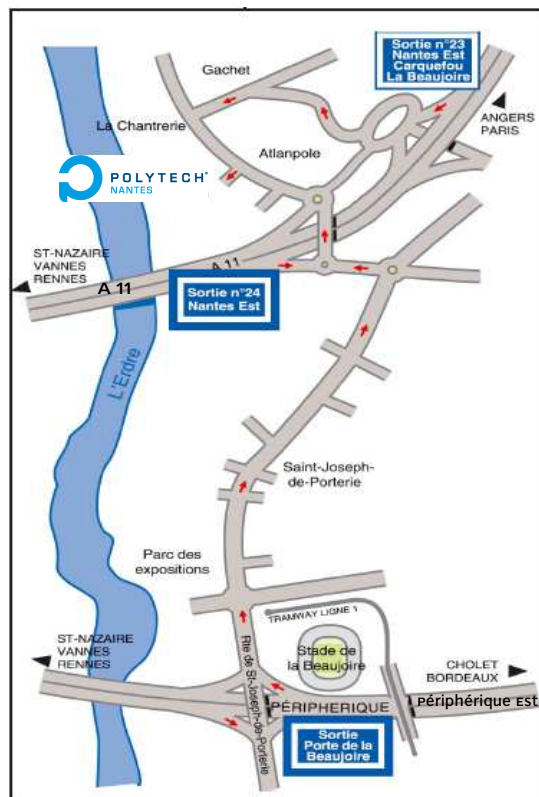 Sortie n°23
Nantes Est
Carquefou
La Beaujoire
Gachet
ANGERS
PARIS
La Chantrerie
Atlanpole
POLYTECH®
NANTES
ST-NAZAIRE
VANNES
RENNES
A 11
A 11
Sortie n°24
Nantes Est
L'Erdre
Saint-Joseph-
de-Porterie
Parc des
expositions
TRAMWAY LIGNE 1
ST-NAZAIRE
VANNES
RENNES
Rte de St-Joseph-de-Porterie
Stade de
la Beaujoire
CHOLET
BORDEAUX
PÉRIPHERIQUE
Périphérique Est
Sortie
Porte de la
Beaujoire